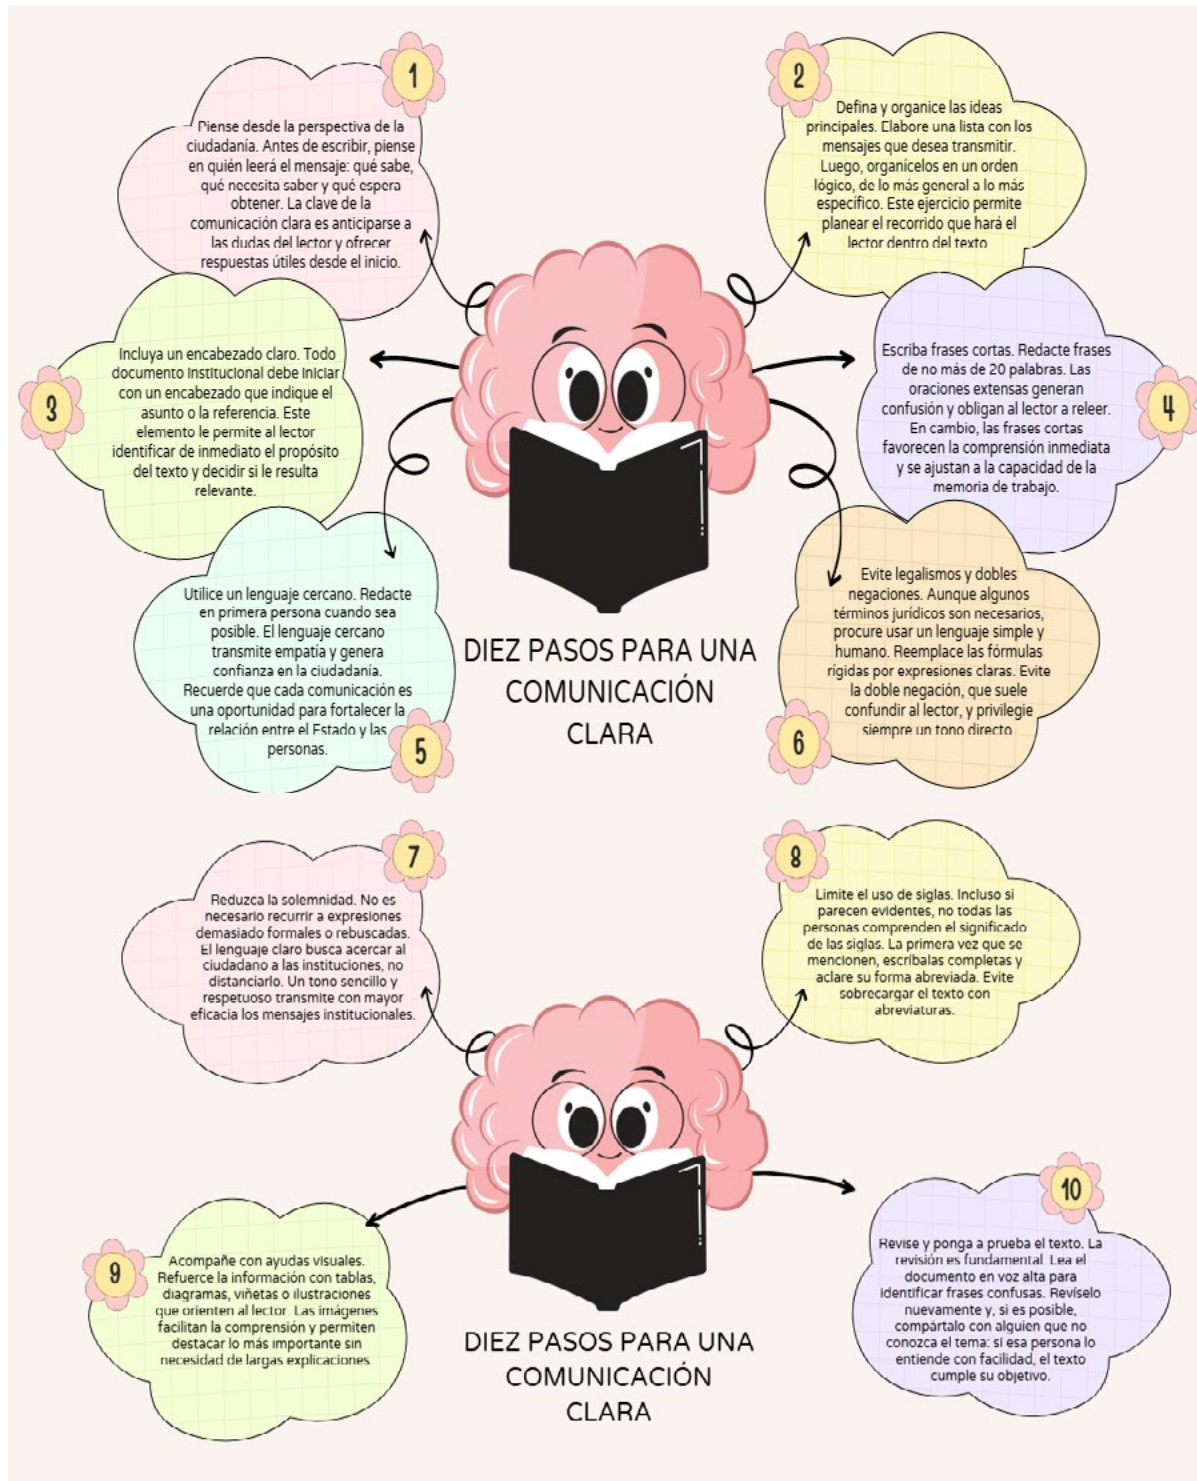 1
Piense desde la perspectiva de la
ciudadanía. Antes de escribir, piense
en quién leerá el mensaje: qué sabe,
qué necesita saber y qué espera
obtener. La clave de la
comunicación clara es anticiparse a
las dudas del lector y ofrecer
respuestas útiles desde el inicio.
2
Defina y organice las ideas
principales. Elabore una lista con los
mensajes que desea transmitir.
Luego, organícelos en un orden
lógico, de lo más general a lo más
específico. Este ejercicio permite
planear el recorrido que hará el
lector dentro del texto
3
Incluya un encabezado claro. Todo
documento institucional debe iniciar
con un encabezado que indique el
asunto o la referencia. Este
elemento le permite al lector
identificar de inmediato el propósito
del texto y decidir si le resulta
relevante.
4
Escriba frases cortas. Redacte frases
de no más de 20 palabras. Las
oraciones extensas generan
confusión y obligan al lector a releer.
En cambio, las frases cortas
favorecen la comprensión inmediata
y se ajustan a la capacidad de la
memoria de trabajo.
Utilice un lenguaje cercano. Redacte
en primera persona cuando sea
posible. El lenguaje cercano
transmite empatía y genera
confianza en la ciudadanía.
Recuerde que cada comunicación es
una oportunidad para fortalecer la
relación entre el Estado y las
personas.
5
Evite legalismos y dobles
negaciones. Aunque algunos
términos jurídicos son necesarios,
procure usar un lenguaje simple y
humano. Reemplace las fórmulas
rígidas por expresiones claras. Evite
la doble negación, que suele
confundir al lector, y privilegie
siempre un tono directo
6
DIEZ PASOS PARA UNA
COMUNICACIÓN
CLARA
7
Reduzca la solemnidad. No es
necesario recurrir a expresiones
demasiado formales o rebuscadas.
El lenguaje claro busca acercar al
ciudadano a las instituciones, no
distanciarlo. Un tono sencillo y
respetuoso transmite con mayor
eficacia los mensajes institucionales.
8
Limite el uso de siglas. Incluso si
parecen evidentes, no todas las
personas comprenden el significado
de las siglas. La primera vez que se
mencionen, escríbalas completas y
aclare su forma abreviada. Evite
sobrecargar el texto con
abreviaturas.
9
Acompañe con ayudas visuales.
Refuerce la información con tablas,
diagramas, viñetas o ilustraciones
que orienten al lector. Las imágenes
facilitan la comprensión y permiten
destacar lo más importante sin
necesidad de largas explicaciones.
10
Revise y ponga a prueba el texto. La
revisión es fundamental. Lea el
documento en voz alta para
identificar frases confusas. Revíselo
nuevamente y, si es posible,
compártalo con alguien que no
conozca el tema: si esa persona lo
entiende con facilidad, el texto
cumple su objetivo.
DIEZ PASOS PARA UNA
COMUNICACIÓN
CLARA